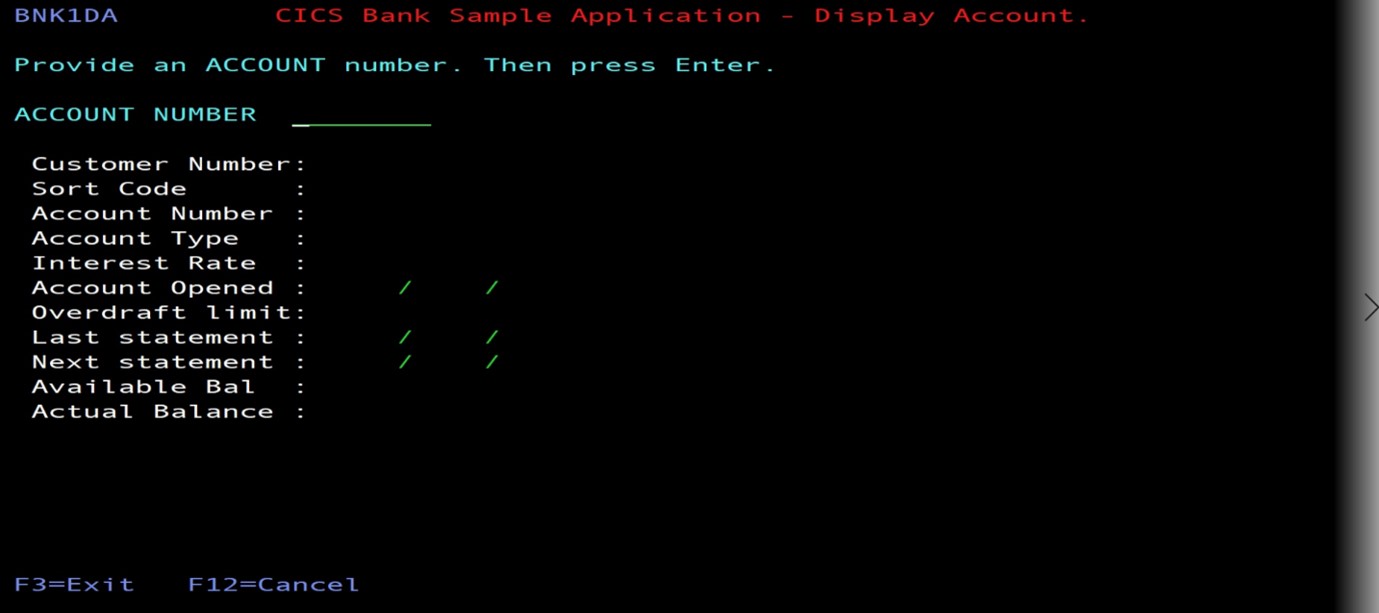 BNK1DA CICS Bank Sample Application - Display Account.
Provide an ACCOUNT number. Then press Enter.
ACCOUNT NUMBER
Customer Number:
Sort Code :
Account Number :
Account Type :
Interest Rate :
Account Opened : / /
Overdraft limit:
Last statement : / /
Next statement : / /
Available Bal :
Actual Balance :
F3=Exit F12=Cancel